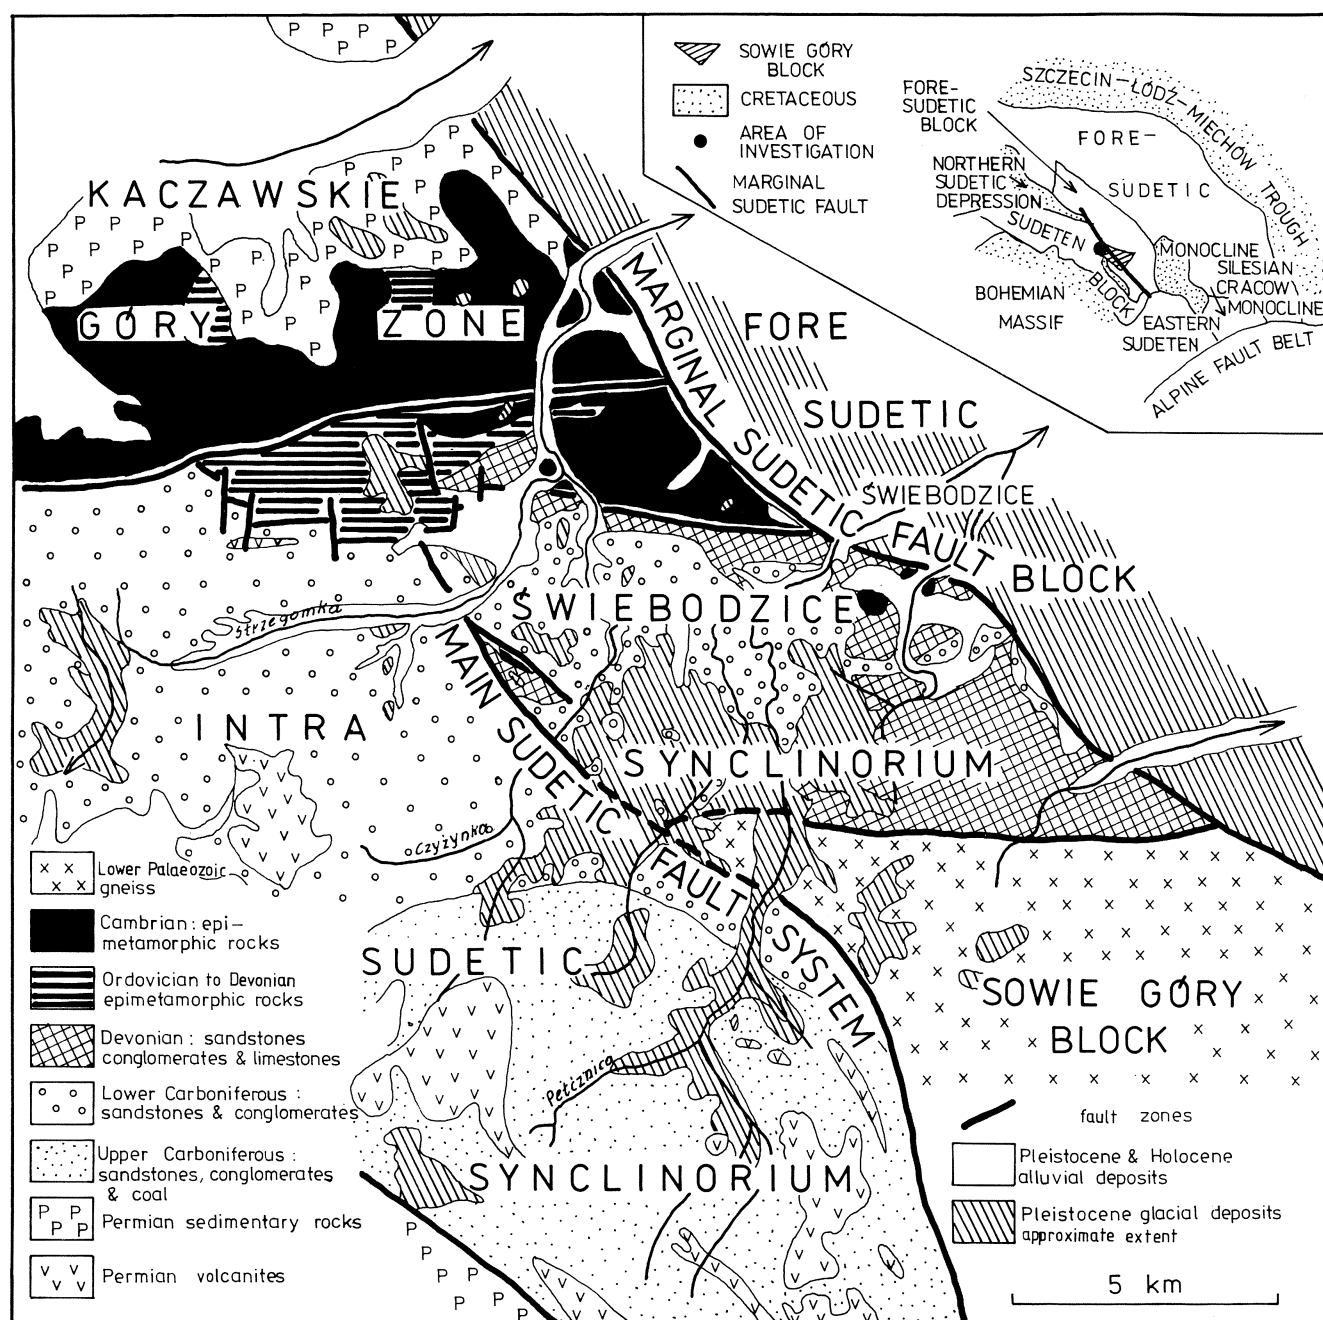 SOWIE GÓRY
BLOCK
CRETACEOUS
AREA OF
INVESTIGATION
MARGINAL
SUDETIC FAULT
SZCZECIN–ŁÓDŹ–MIECHÓW TROUGH
FORE-
SUDETIC
BLOCK
FORE–
SUDETIC
MONOCLINE
NORTHERN
SUDETIC
DEPRESSION
SUDETEN
BLOCK
SILESIAN
CRACOW
MONOCLINE
BOHEMIAN
MASSIF
EASTERN
SUDETEN
ALPINE FAULT BELT
KACZAWSKIE
GÓRY ZONE
MARGINAL SUDETIC FAULT
FORE
SUDETIC
BLOCK
ŚWIEBODZICE
ŚWIEBODZICE
SYNCLINORIUM
Strzegomka
MAIN SUDETIC FAULT SYSTEM
INTRA
SUDETIC
SYNCLINORIUM
Czyżynka
Petcznica
SOWIE GÓRY
BLOCK
Lower Palaeozoic
gneiss
Cambrian : epi–
metamorphic rocks
Ordovician to Devonian
epimetamorphic rocks
Devonian : sandstones
conglomerates & limestones
Lower Carboniferous :
sandstones & conglomerates
Upper Carboniferous :
sandstones, conglomerates
& coal
P P P
Permian sedimentary rocks
V V V V
Permian volcanites
fault zones
Pleistocene & Holocene
alluvial deposits
Pleistocene glacial deposits
approximate extent
5 km